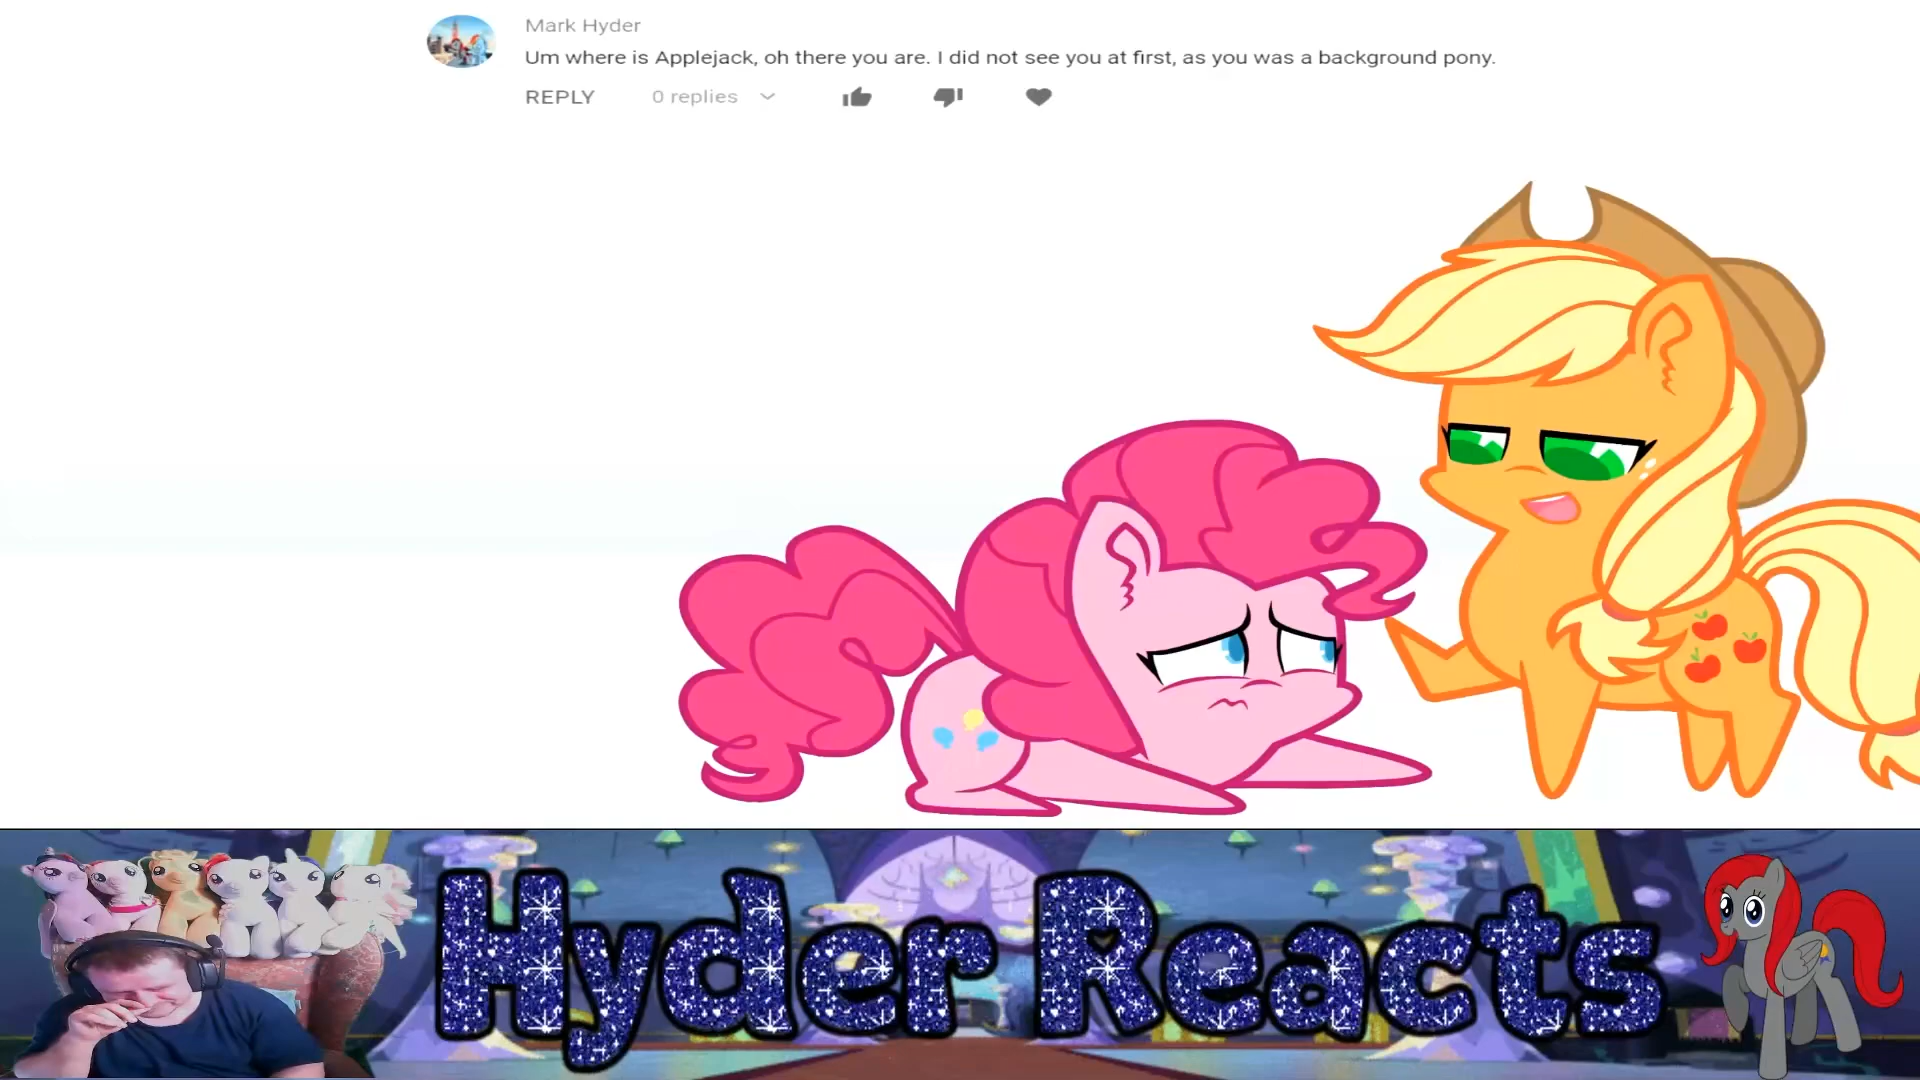 Mark Hyder
Um where is Applejack, oh there you are. I did not see you at first, as you was a background pony.
REPLY 0 replies
Hyder Reacts